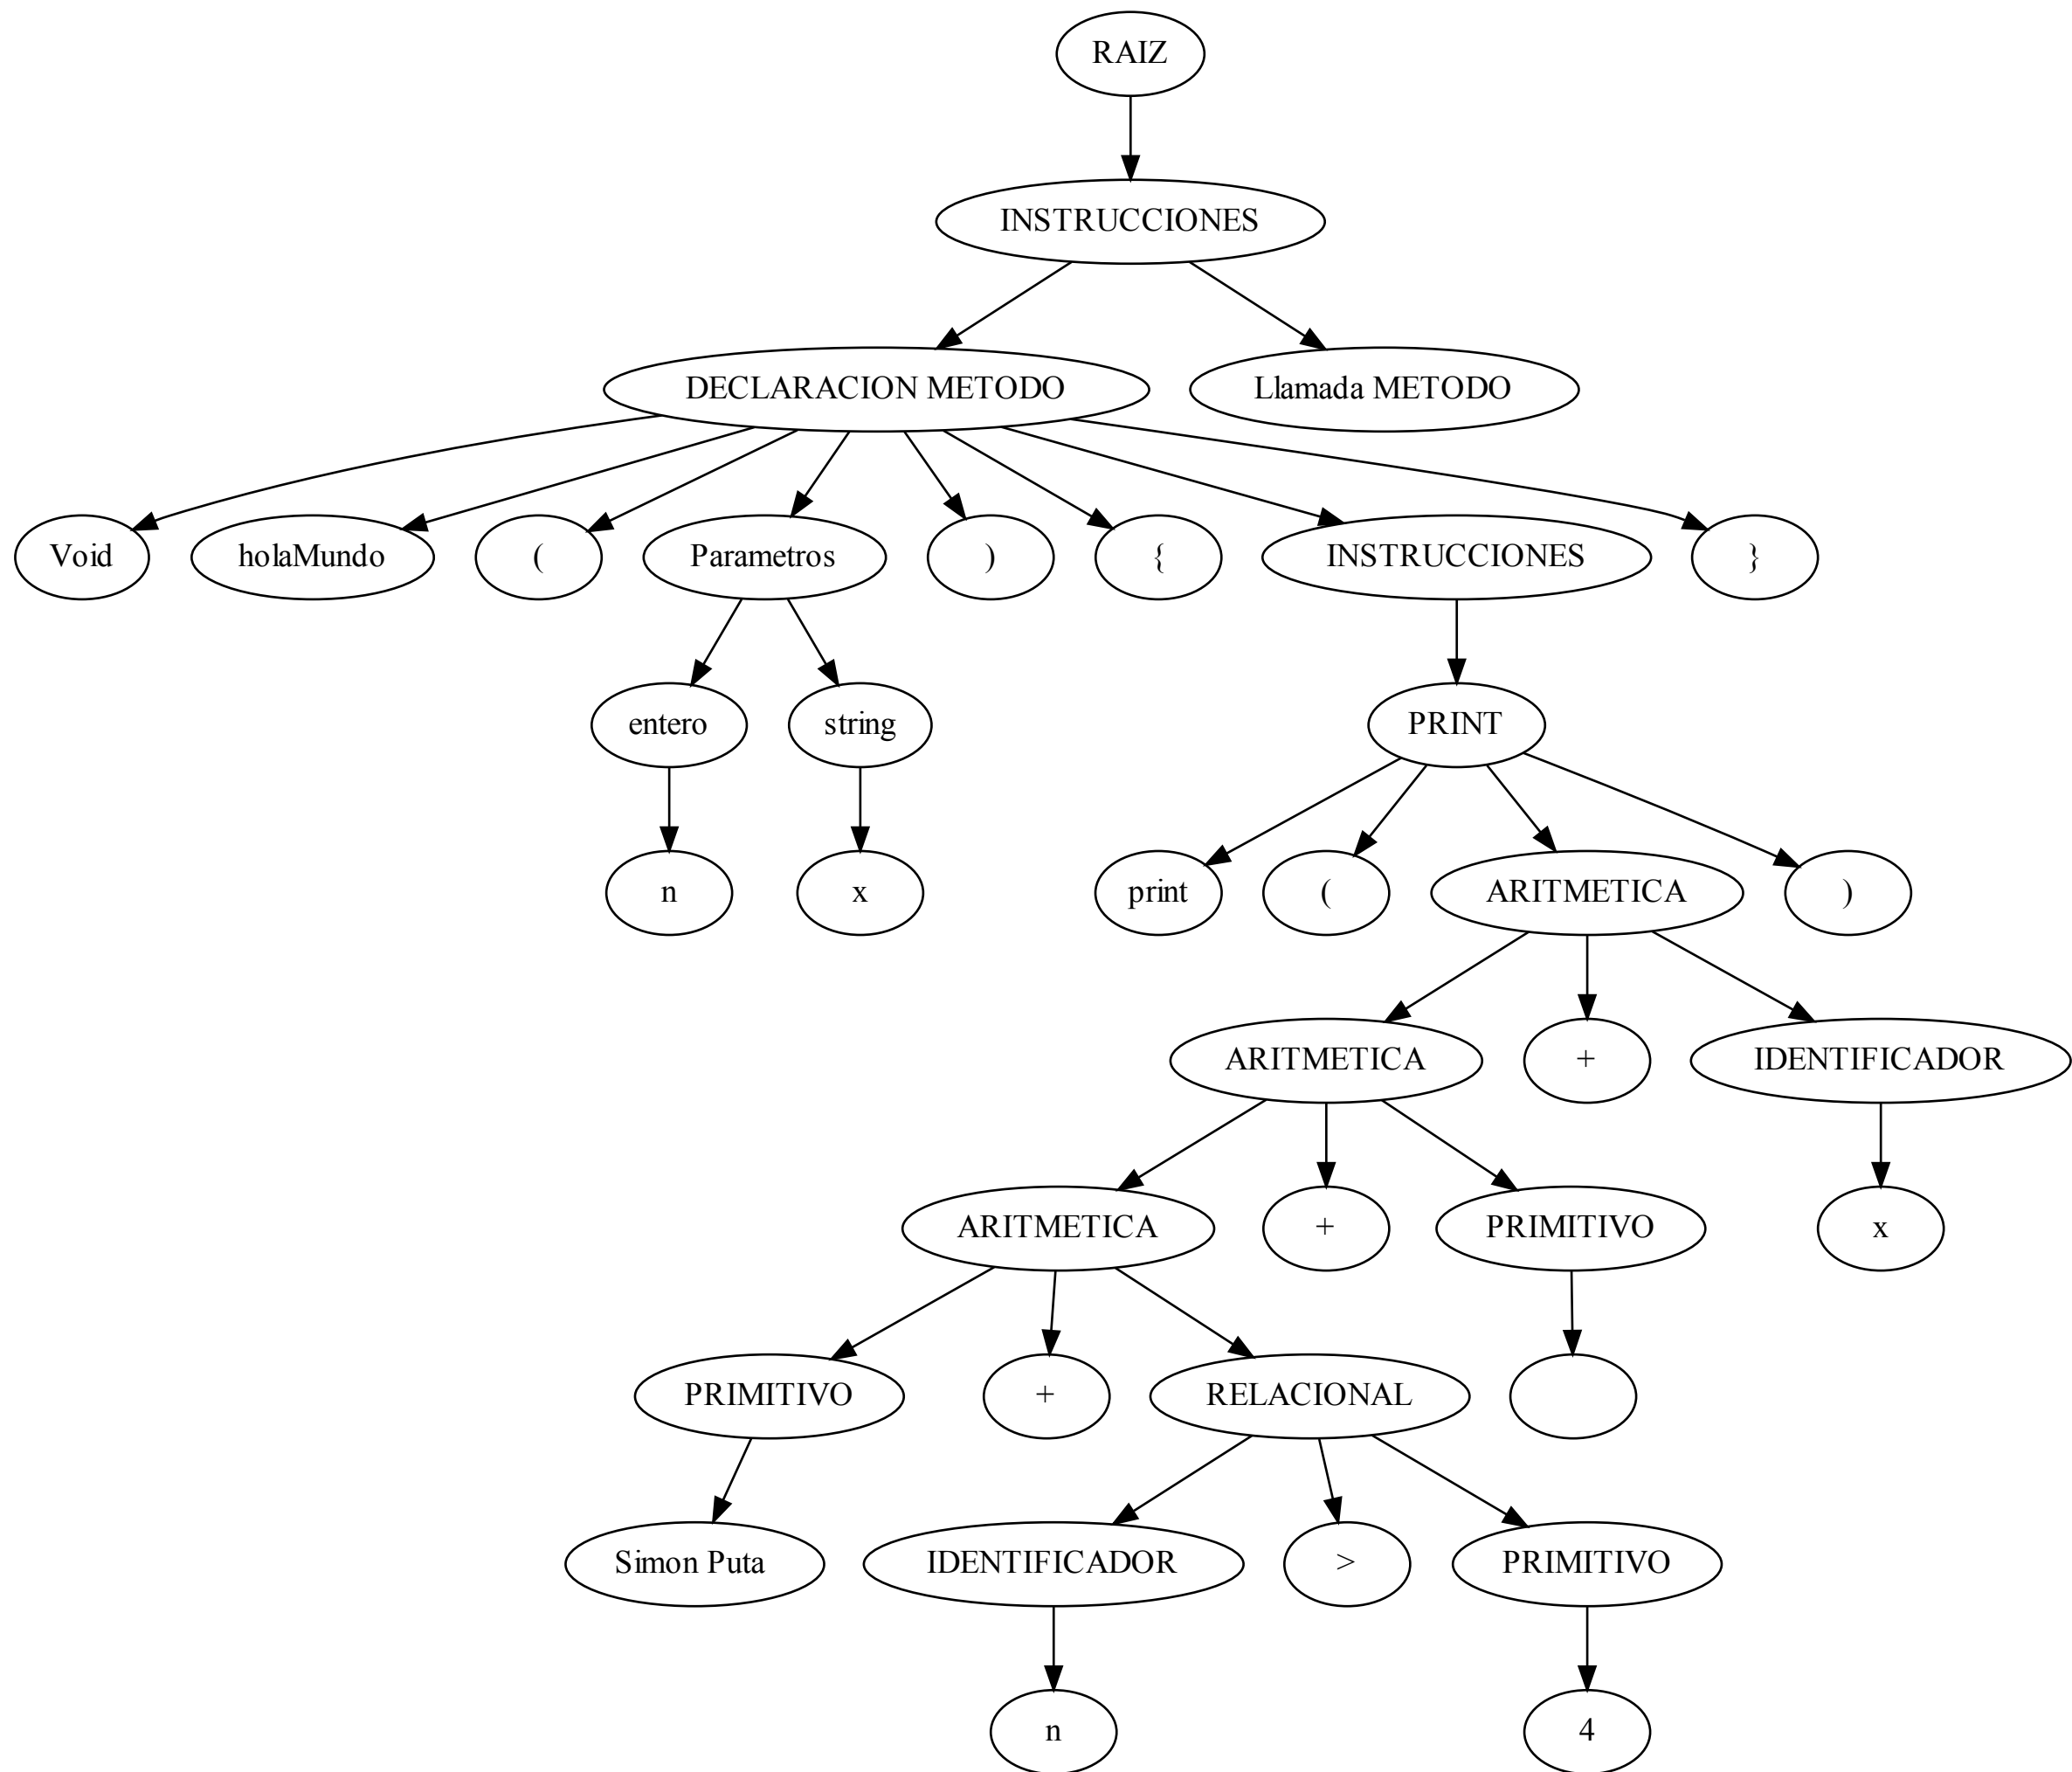 RAIZ
INSTRUCCIONES
DECLARACION METODO
Llamada METODO
Void
holaMundo
(
Parametros
)
{
INSTRUCCIONES
}
entero
string
PRINT
n
x
print
(
ARITMETICA
)
ARITMETICA
+
IDENTIFICADOR
ARITMETICA
+
PRIMITIVO
x
PRIMITIVO
+
RELACIONAL
Simon Puta
IDENTIFICADOR
>
PRIMITIVO
n
4